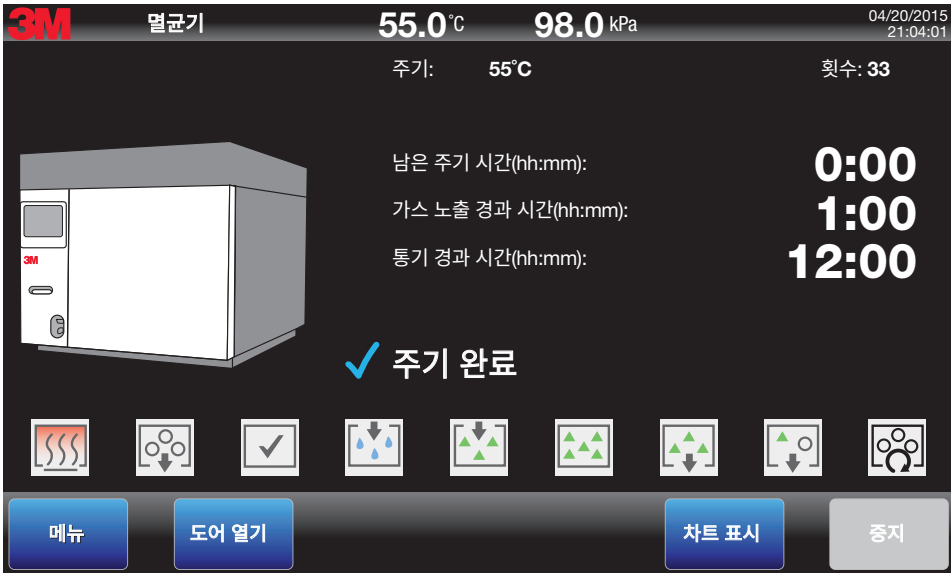 3M 멸균기 55.0℃ 98.0 kPa 04/20/2015
21:04:01
주기: 55˚C 횟수: 33
남은 주기 시간(hh:mm): 0:00
가스 노출 경과 시간(hh:mm): 1:00
통기 경과 시간(hh:mm): 12:00
3M
주기 완료
메뉴 도어 열기 차트 표시 중지